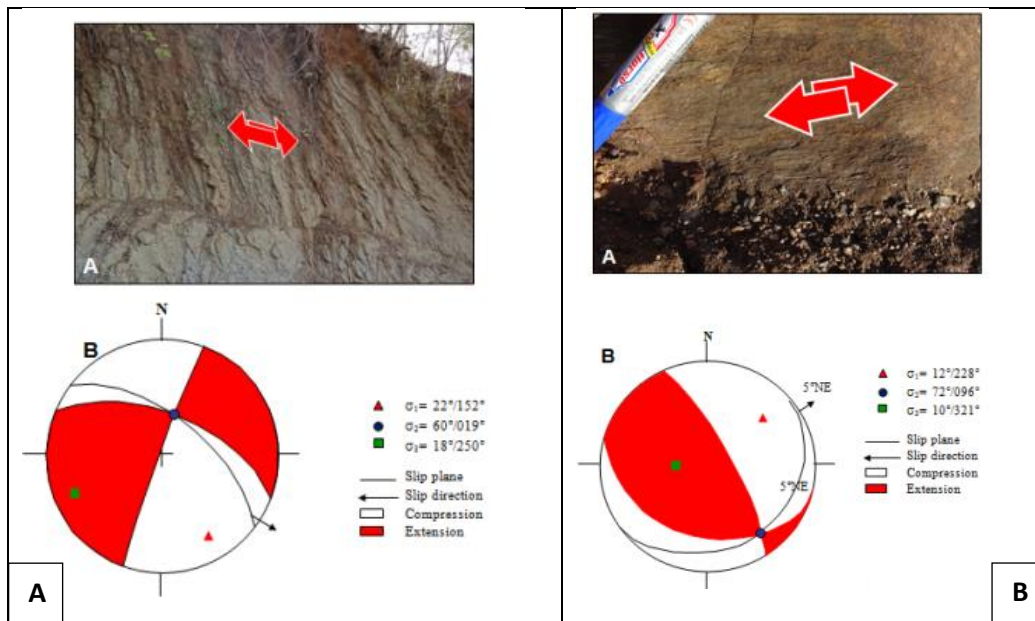 A
B
N
σ₁= 22°/152°
σ₂= 60°/019°
σ₃= 18°/250°
Slip plane
Slip direction
Compression
Extension
A
A
B
N
5°NE
5°NE
σ₁= 12°/228°
σ₂= 72°/096°
σ₃= 10°/321°
Slip plane
Slip direction
Compression
Extension
B